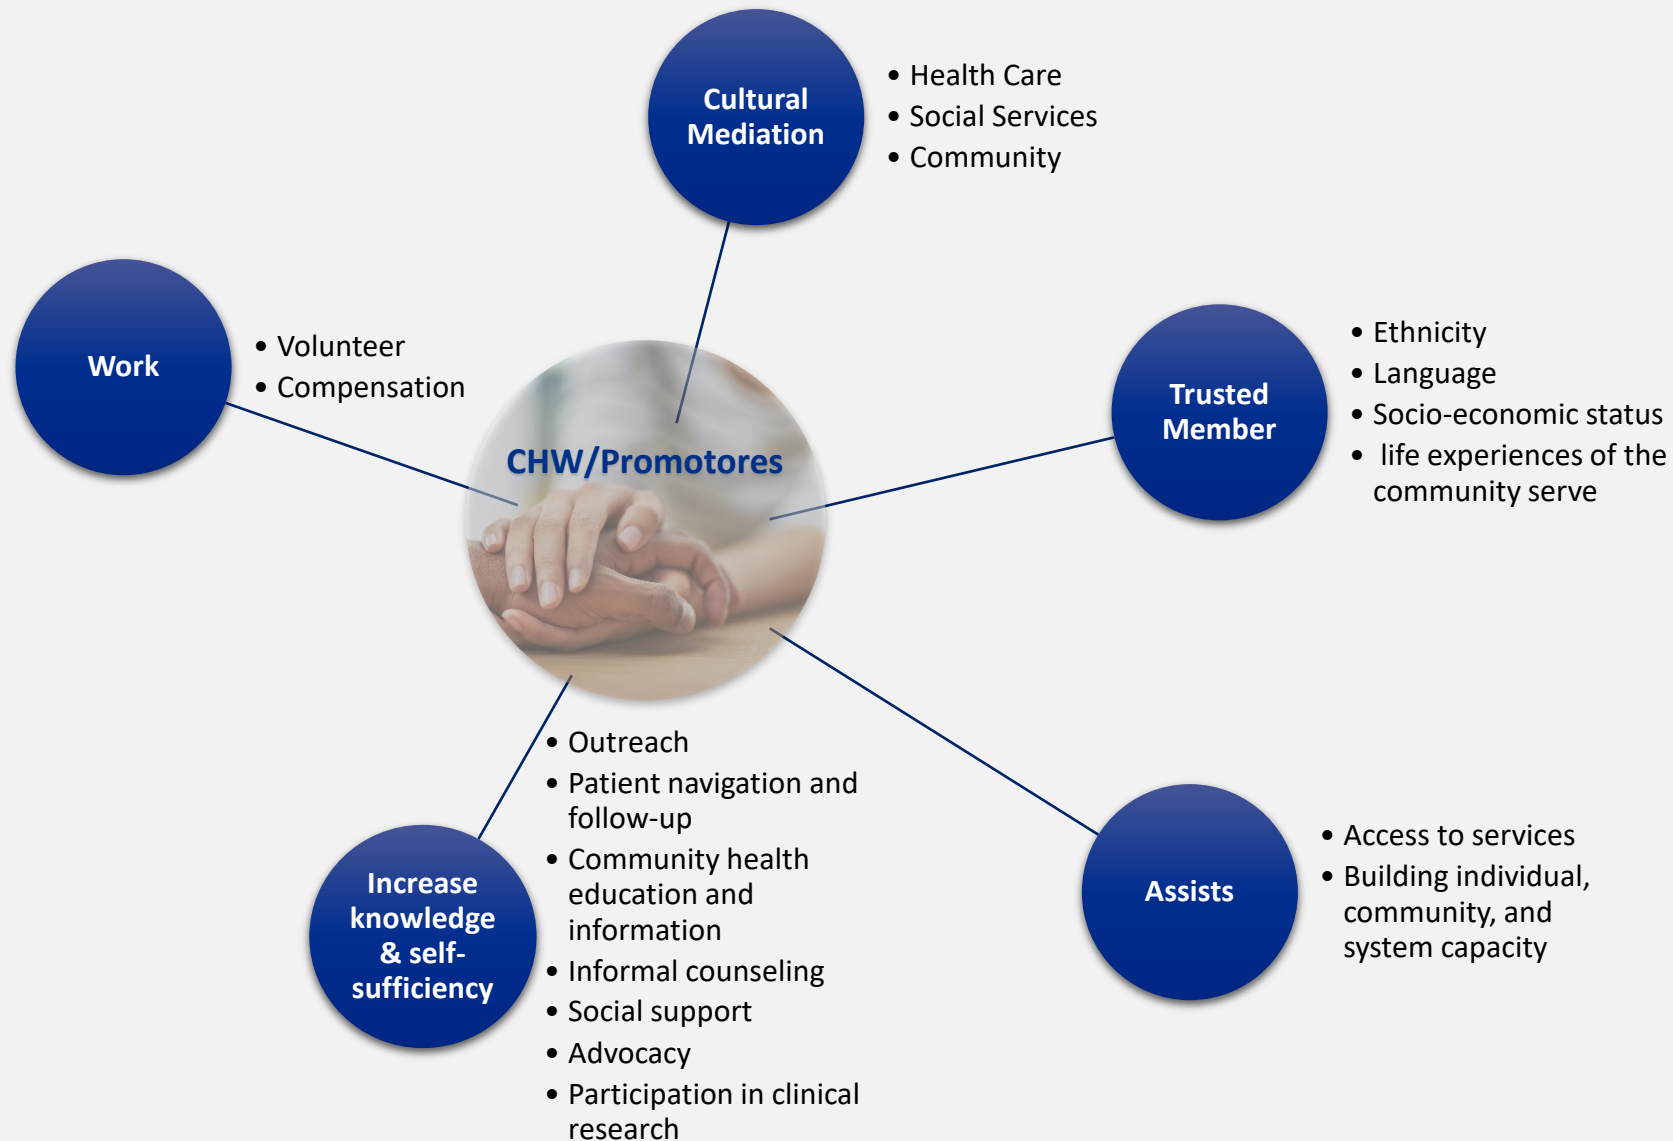 Cultural
Mediation
• Health Care
• Social Services
• Community
Trusted
Member
• Ethnicity
• Language
• Socio-economic status
• life experiences of the
community serve
Assists
• Access to services
• Building individual,
community, and
system capacity
Increase
knowledge
& self-
sufficiency
• Outreach
• Patient navigation and
follow-up
• Community health
education and
information
• Informal counseling
• Social support
• Advocacy
• Participation in clinical
research
Work
• Volunteer
• Compensation
CHW/Promotores